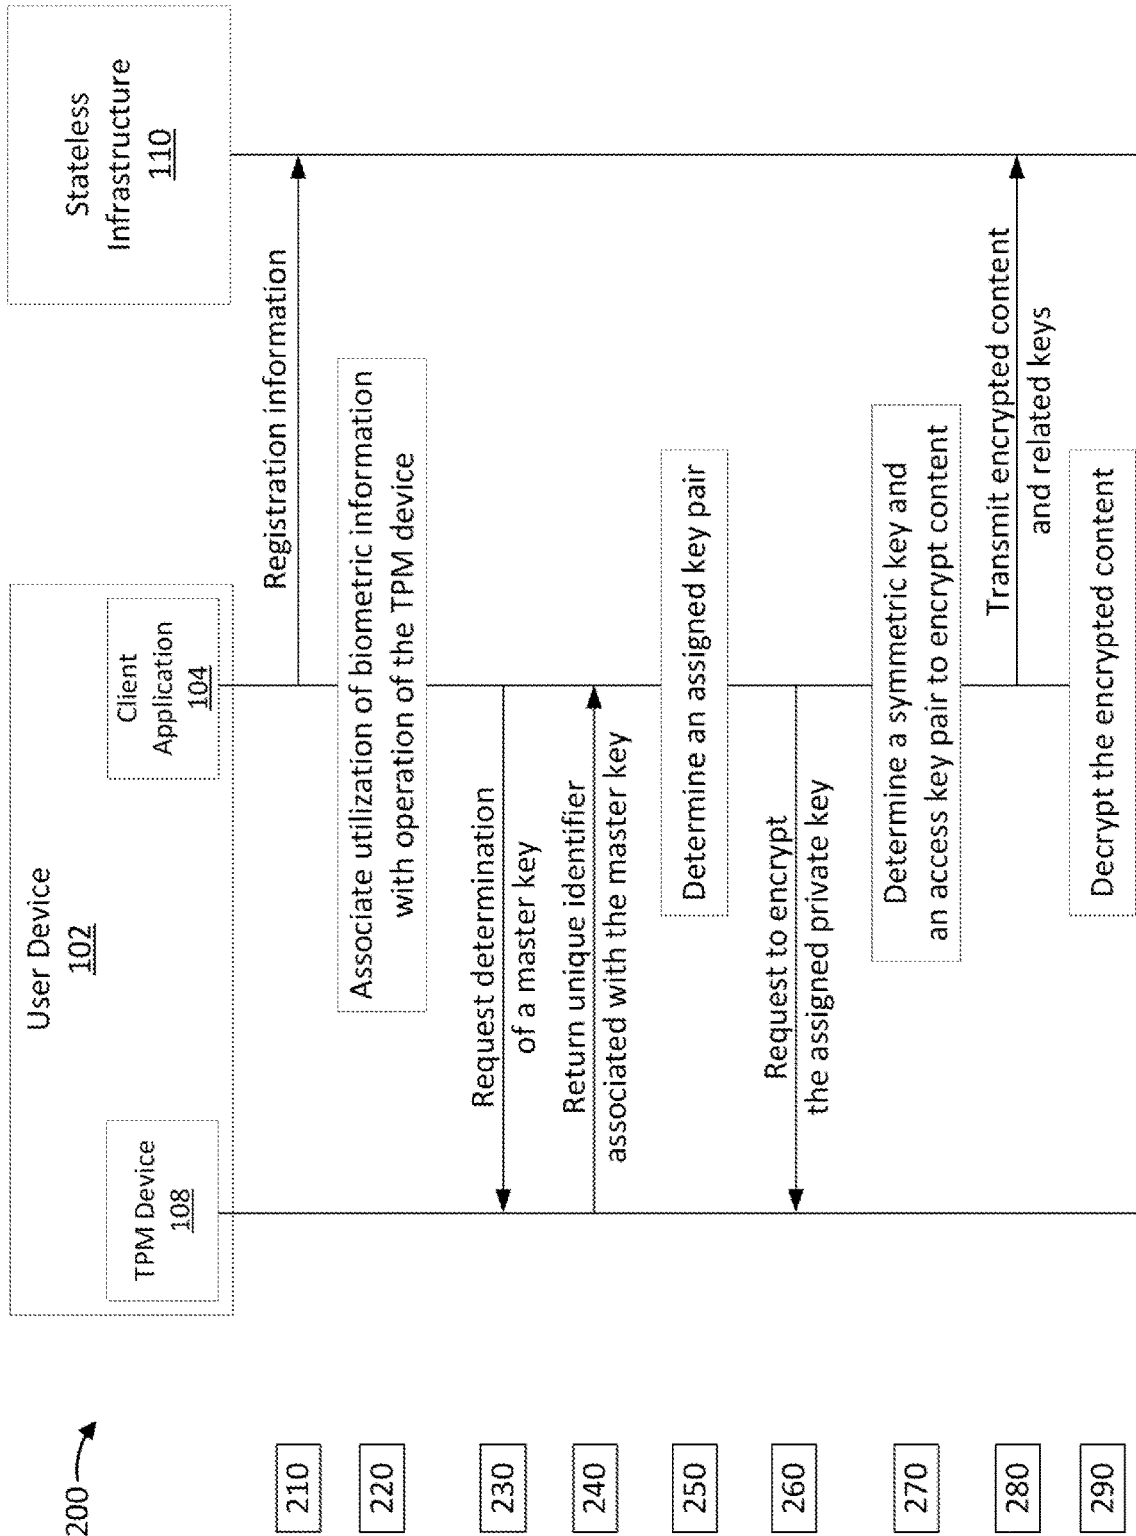 200
User Device
102
TPM Device
108
Client
Application
104
Stateless
Infrastructure
110
210
Registration information
220
Associate utilization of biometric information
with operation of the TPM device
230
Request determination
of a master key
240
Return unique identifier
associated with the master key
250
Determine an assigned key pair
260
Request to encrypt
the assigned private key
270
Determine a symmetric key and
an access key pair to encrypt content
280
Transmit encrypted content
and related keys
290
Decrypt the encrypted content